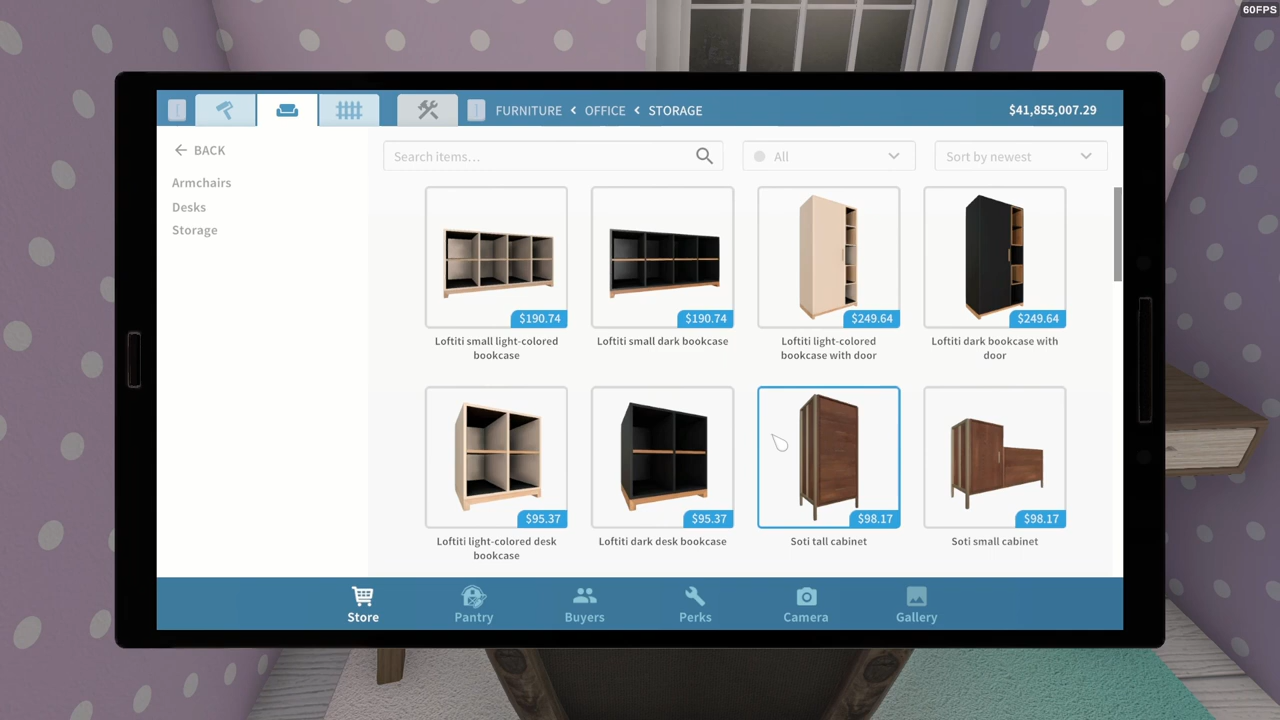 60FPS
FURNITURE < OFFICE < STORAGE
$41,855,007.29
BACK
Armchairs
Desks
Storage
Search items...
All
Sort by newest
$190.74
$190.74
$249.64
$249.64
Loftiti small light-colored
bookcase
Loftiti small dark bookcase
Loftiti light-colored
bookcase with door
Loftiti dark bookcase with
door
$95.37
$95.37
$98.17
$98.17
Loftiti light-colored desk
bookcase
Loftiti dark desk bookcase
Soti tall cabinet
Soti small cabinet
Store
Pantry
Buyers
Perks
Camera
Gallery